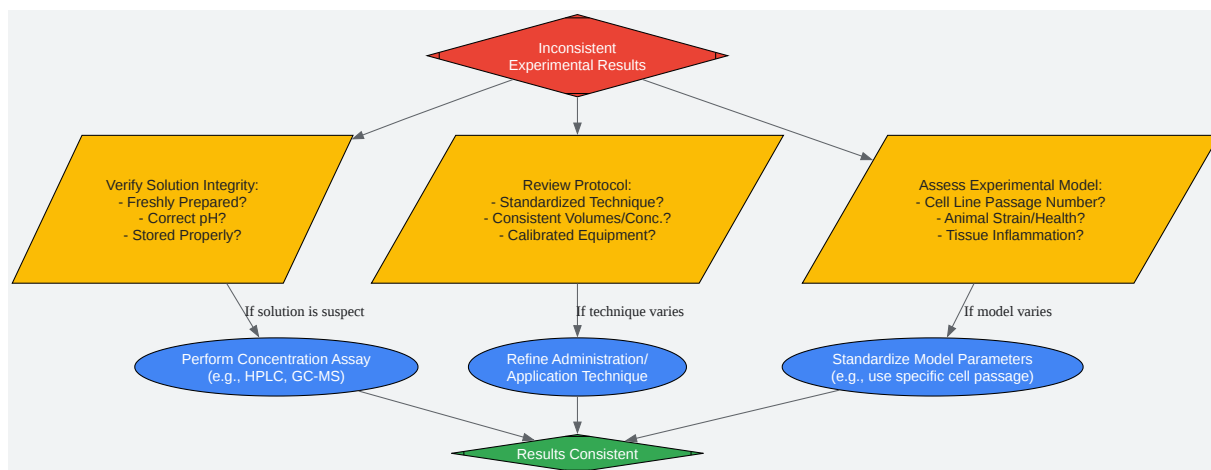 Inconsistent
Experimental Results
Verify Solution Integrity:
- Freshly Prepared?
- Correct pH?
- Stored Properly?
Review Protocol:
- Standardized Technique?
- Consistent Volumes/Conc.?
- Calibrated Equipment?
Assess Experimental Model:
- Cell Line Passage Number?
- Animal Strain/Health?
- Tissue Inflammation?
If solution is suspect
If technique varies
If model varies
Perform Concentration Assay
(e.g., HPLC, GC-MS)
Refine Administration/
Application Technique
Standardize Model Parameters
(e.g., use specific cell passage)
Results Consistent